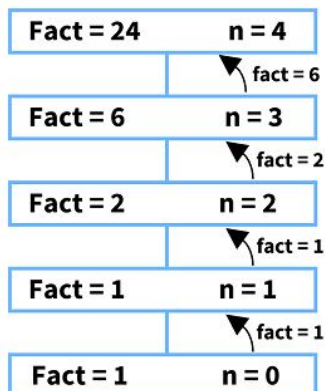 Fact = 24 n = 4
fact = 6
Fact = 6 n = 3
fact = 2
Fact = 2 n = 2
fact = 1
Fact = 1 n = 1
fact = 1
Fact = 1 n = 0